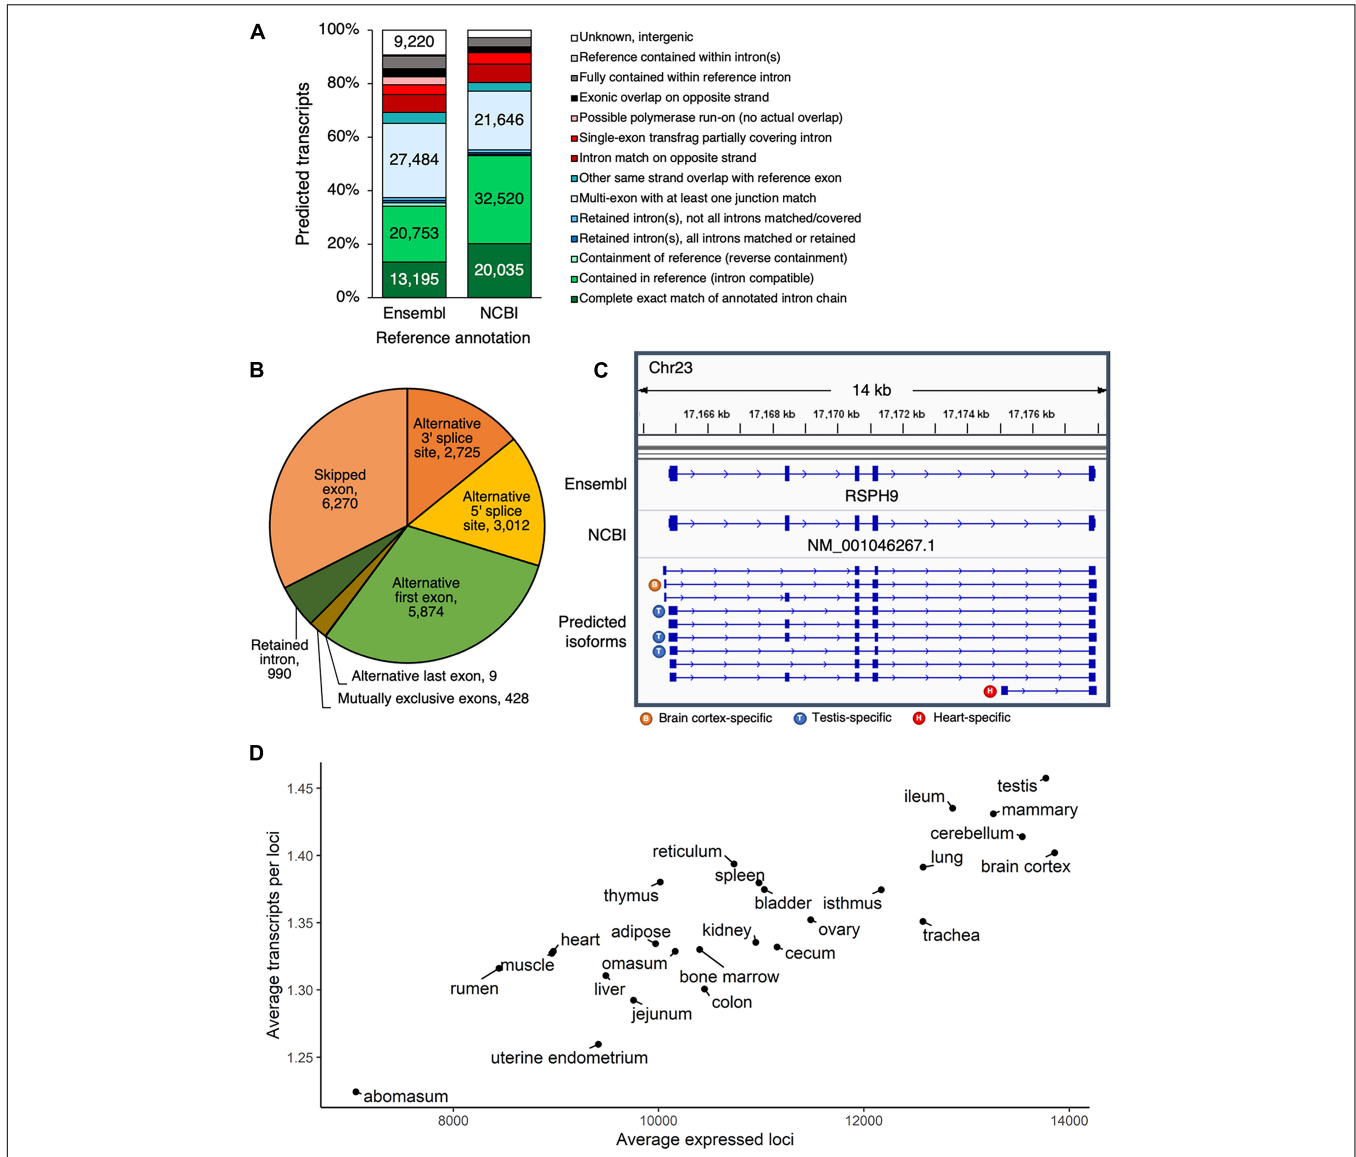 A
100%
80%
60%
40%
20%
0%
Predicted transcripts
9,220
27,484
20,753
13,195
21,646
32,520
20,035
Ensembl
NCBI
Reference annotation
Unknown, intergenic
Reference contained within intron(s)
Fully contained within reference intron
Exonic overlap on opposite strand
Possible polymerase run-on (no actual overlap)
Single-exon transfrag partially covering intron
Intron match on opposite strand
Other same strand overlap with reference exon
Multi-exon with at least one junction match
Retained intron(s), not all introns matched/covered
Retained intron(s), all introns matched or retained
Containment of reference (reverse containment)
Contained in reference (intron compatible)
Complete exact match of annotated intron chain
B
Alternative
3' splice
site, 2,725
Alternative
5' splice
site, 3,012
Alternative
first exon,
5,874
Skipped
exon,
6,270
Retained
intron,
990
Alternative last exon, 9
Mutually exclusive exons, 428
C
Chr23
14 kb
17,166 kb 17,168 kb 17,170 kb 17,172 kb 17,174 kb 17,176 kb
Ensembl
RSPH9
NCBI
NM_001046267.1
Predicted
isoforms
B
T
T
T
H
B Brain cortex-specific
T Testis-specific
H Heart-specific
D
Average transcripts per loci
1.45
1.40
1.35
1.30
1.25
testis
ileum
mammary
cerebellum
lung
brain cortex
reticulum
spleen
thymus
bladder
isthmus
ovary
trachea
kidney
adipose
heart
cecum
omasum
muscle
bone marrow
rumen
liver
colon
jejunum
uterine endometrium
abomasum
8000
10000
12000
14000
Average expressed loci